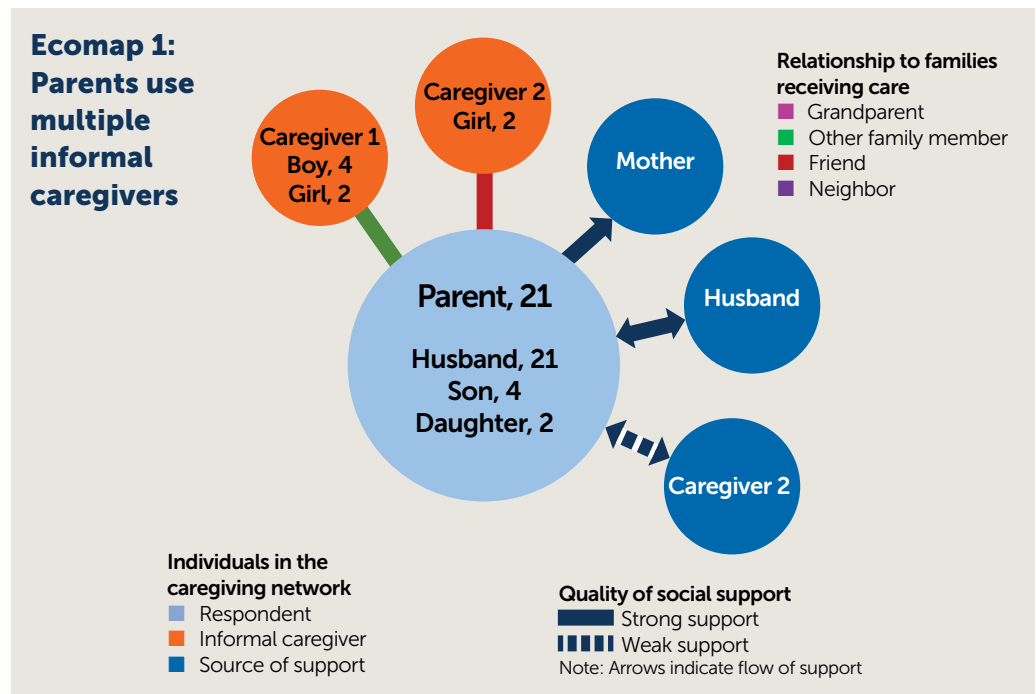 Ecomap 1:
Parents use
multiple
informal
caregivers
Caregiver 1
Boy, 4
Girl, 2
Caregiver 2
Girl, 2
Mother
Husband
Caregiver 2
Parent, 21
Husband, 21
Son, 4
Daughter, 2
Relationship to families
receiving care
Grandparent
Other family member
Friend
Neighbor
Individuals in the
caregiving network
Respondent
Informal caregiver
Source of support
Quality of social support
Strong support
Weak support
Note: Arrows indicate flow of support